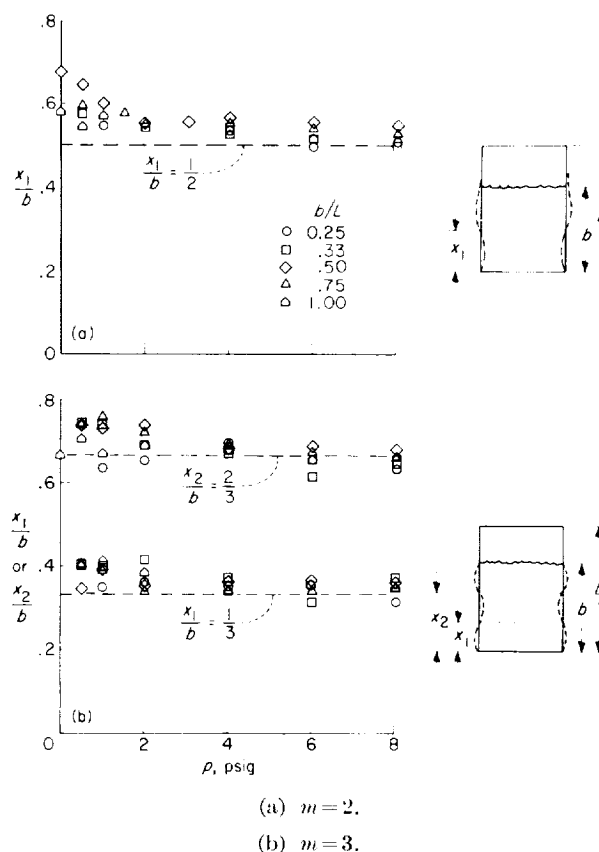 .8
.6
x₁/b
.4
.2
0
x₁/b = 1/2
b/L
0.25
.33
.50
.75
1.00
(a)
x₁
b
.8
.6
x₁/b
or
x₂/b
.4
.2
0
x₂/b = 2/3
x₁/b = 1/3
(b)
2
4
6
8
p, psig
x₂
x₁
b
(a) m=2.
(b) m=3.